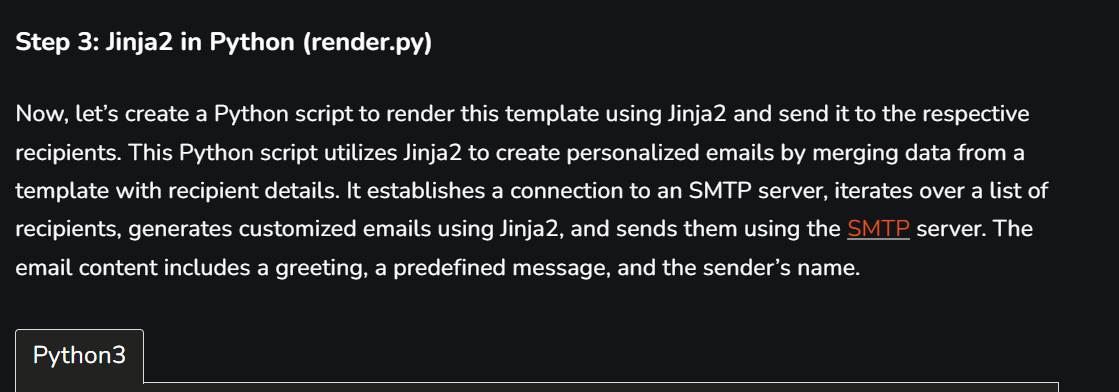 Step 3: Jinja2 in Python (render.py)
Now, let’s create a Python script to render this template using Jinja2 and send it to the respective
recipients. This Python script utilizes Jinja2 to create personalized emails by merging data from a
template with recipient details. It establishes a connection to an SMTP server, iterates over a list of
recipients, generates customized emails using Jinja2, and sends them using the SMTP server. The
email content includes a greeting, a predefined message, and the sender’s name.
Python3